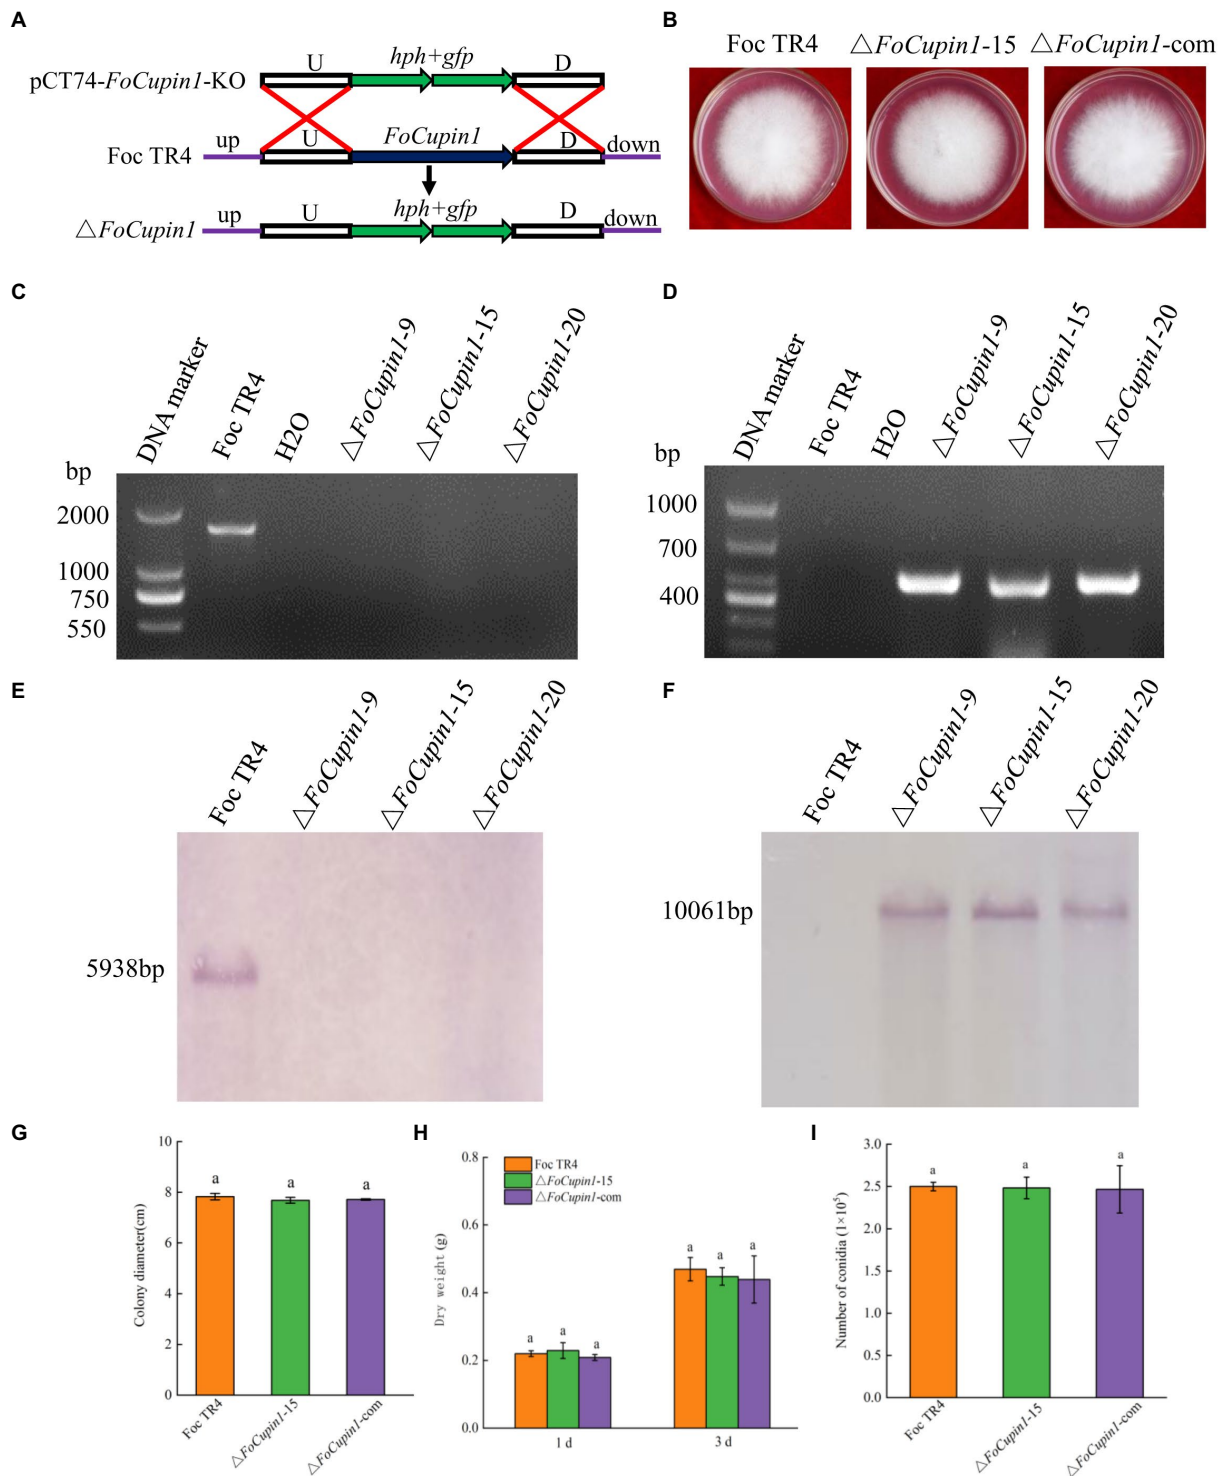 A
U
hph+gfp
D
pCT74-FoCupin1-KO
up
U
FoCupin1
D
down
Foc TR4
up
U
hph+gfp
D
down
△FoCupin1
B
Foc TR4
△FoCupin1-15
△FoCupin1-com
C
bp
DNA marker
Foc TR4
H2O
△FoCupin1-9
△FoCupin1-15
△FoCupin1-20
2000
1000
750
550
D
bp
DNA marker
Foc TR4
H2O
△FoCupin1-9
△FoCupin1-15
△FoCupin1-20
1000
700
400
E
Foc TR4
△FoCupin1-9
△FoCupin1-15
△FoCupin1-20
5938bp
F
Foc TR4
△FoCupin1-9
△FoCupin1-15
△FoCupin1-20
10061bp
G
Colony diameter(cm)
10
8
6
4
2
0
a
a
a
Foc TR4
△FoCupin1-15
△FoCupin1-com
H
Dry weight (g)
0.8
0.6
0.4
0.2
0.0
Foc TR4
△FoCupin1-15
△FoCupin1-com
a
a
a
a
a
a
1 d
3 d
I
Number of conidia (1×10⁵)
3.0
2.5
2.0
1.5
1.0
0.5
0.0
a
a
a
Foc TR4
△FoCupin1-15
△FoCupin1-com